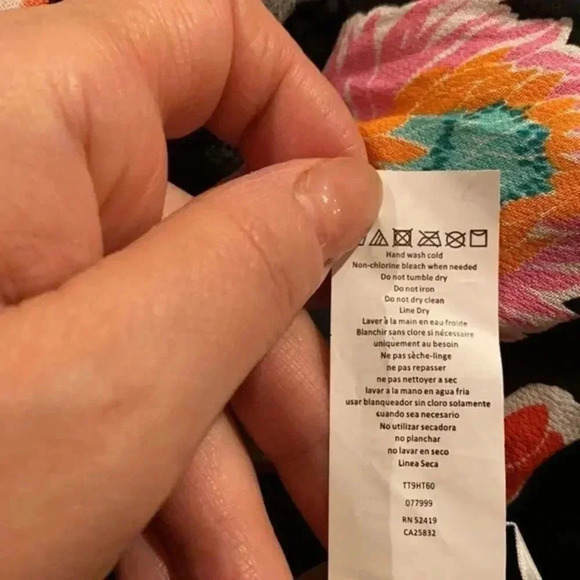 Hand wash cold
Non-chlorine bleach when needed
Do not tumble dry
Do not iron
Do not dry clean
Line Dry
Laver à la main en eau froide
Blanchir sans clore si nécessaire
uniquement au besoin
Ne pas sèche-linge
ne pas repasser
ne pas nettoyer a sec
lavar a la mano en agua fria
usar blanqueador sin cloro solamente
cuando sea necesario
No utilizar secadora
no planchar
no lavar en seco
Linea Seca
TT9HT60
077999
RN 52419
CA25832